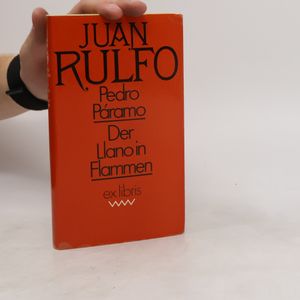 JUAN
RULFO
Pedro
Páramo
Der
Llano in
Flammen
ex libris